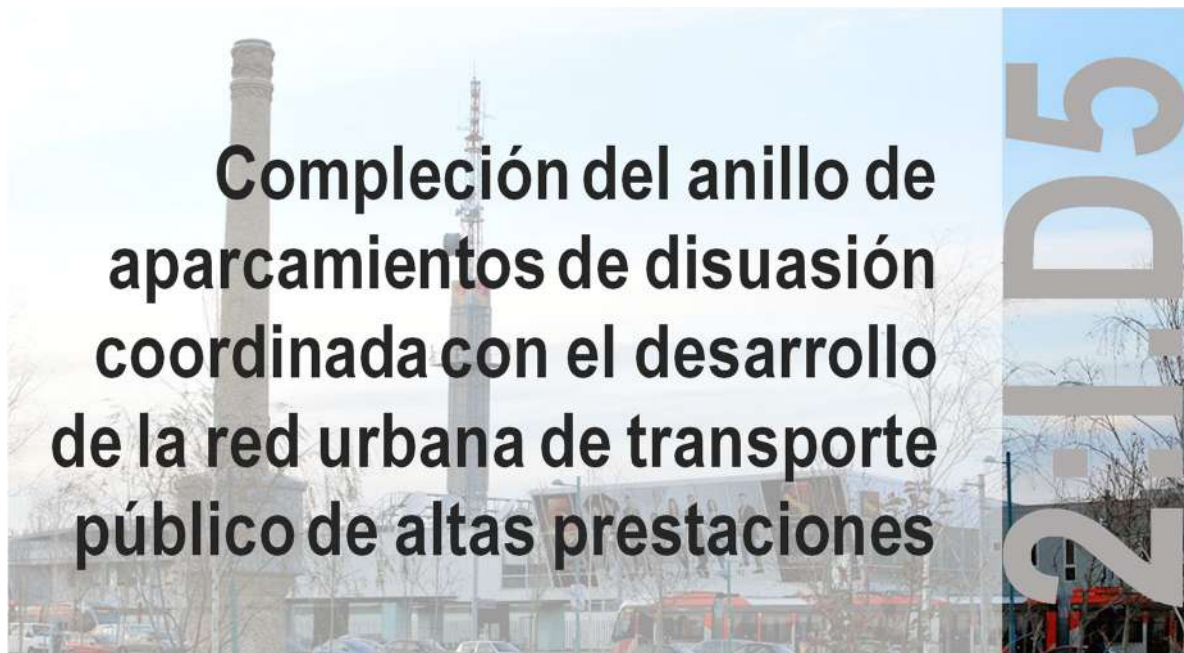 Compleción del anillo de
aparcamientos de disuasión
coordinada con el desarrollo
de la red urbana de transporte
público de altas prestaciones
2:I.D5